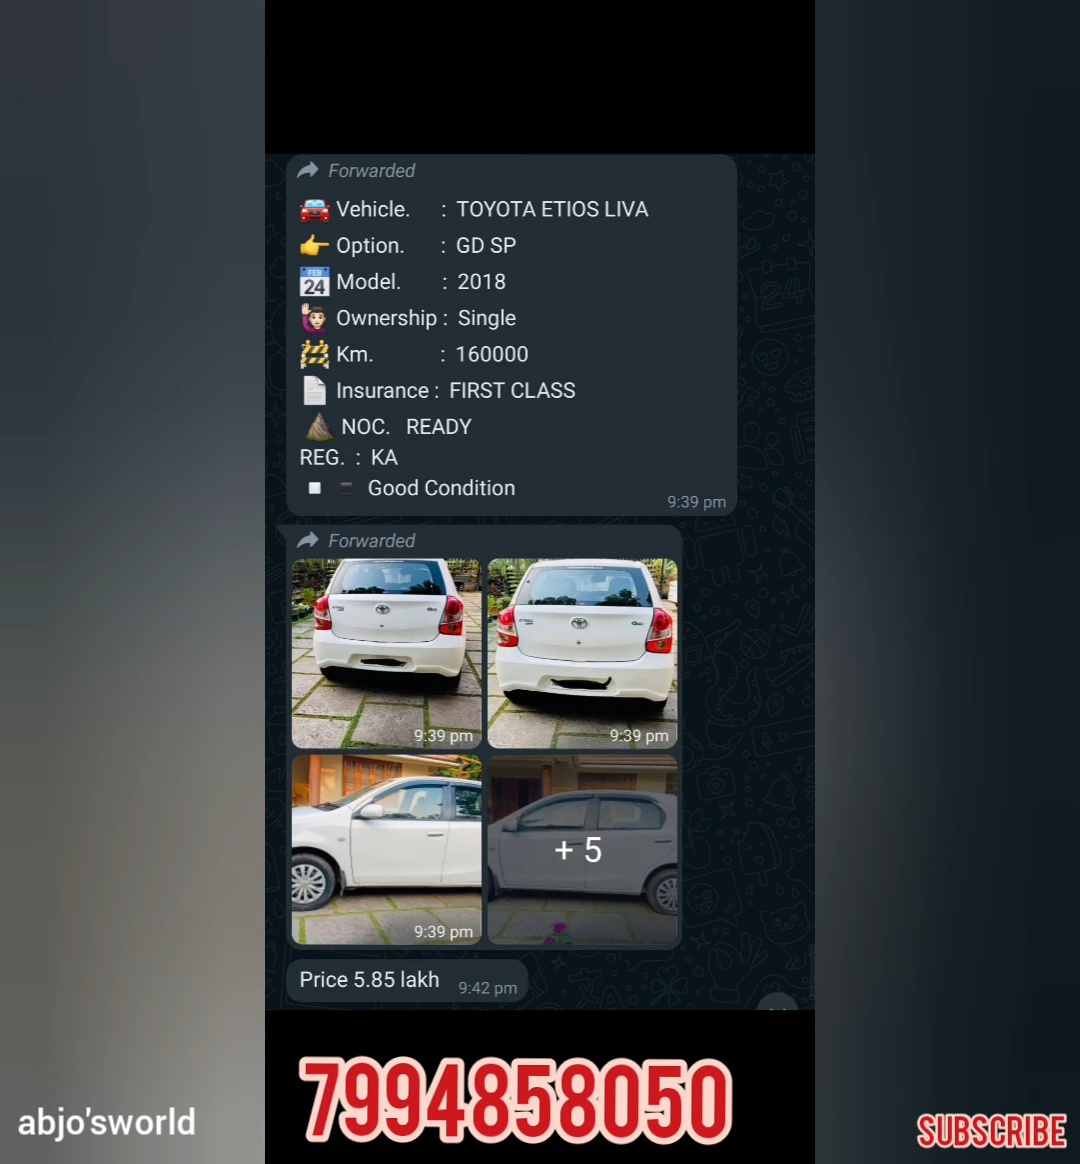 Forwarded
Vehicle. : TOYOTA ETIOS LIVA
Option. : GD SP
FEB
24
Model. : 2018
Ownership : Single
Km. : 160000
Insurance : FIRST CLASS
NOC. READY
REG. : KA
Good Condition
9:39 pm
Forwarded
9:39 pm
9:39 pm
9:39 pm
+ 5
Price 5.85 lakh
9:42 pm
7994858050
abjo'sworld
SUBSCRIBE